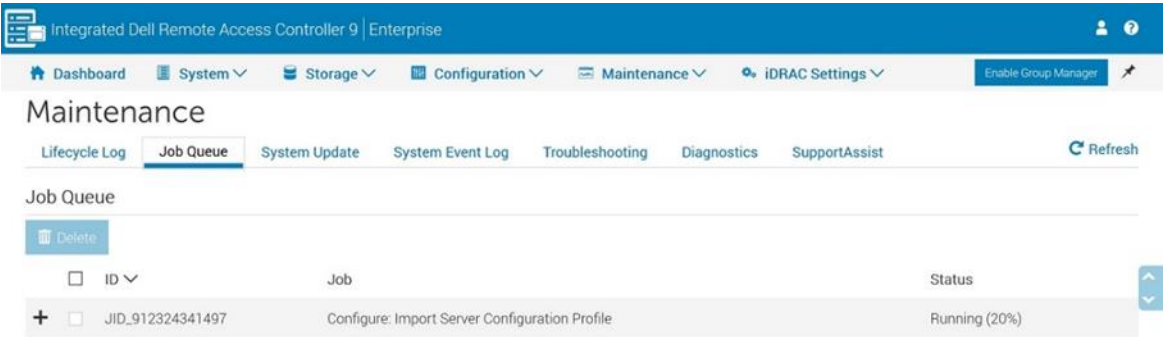 Integrated Dell Remote Access Controller 9 | Enterprise
Dashboard System Storage Configuration Maintenance iDRAC Settings Enable Group Manager
Maintenance
Lifecycle Log Job Queue System Update System Event Log Troubleshooting Diagnostics SupportAssist Refresh
Job Queue
Delete
ID Job Status
JID_912324341497 Configure: Import Server Configuration Profile Running (20%)